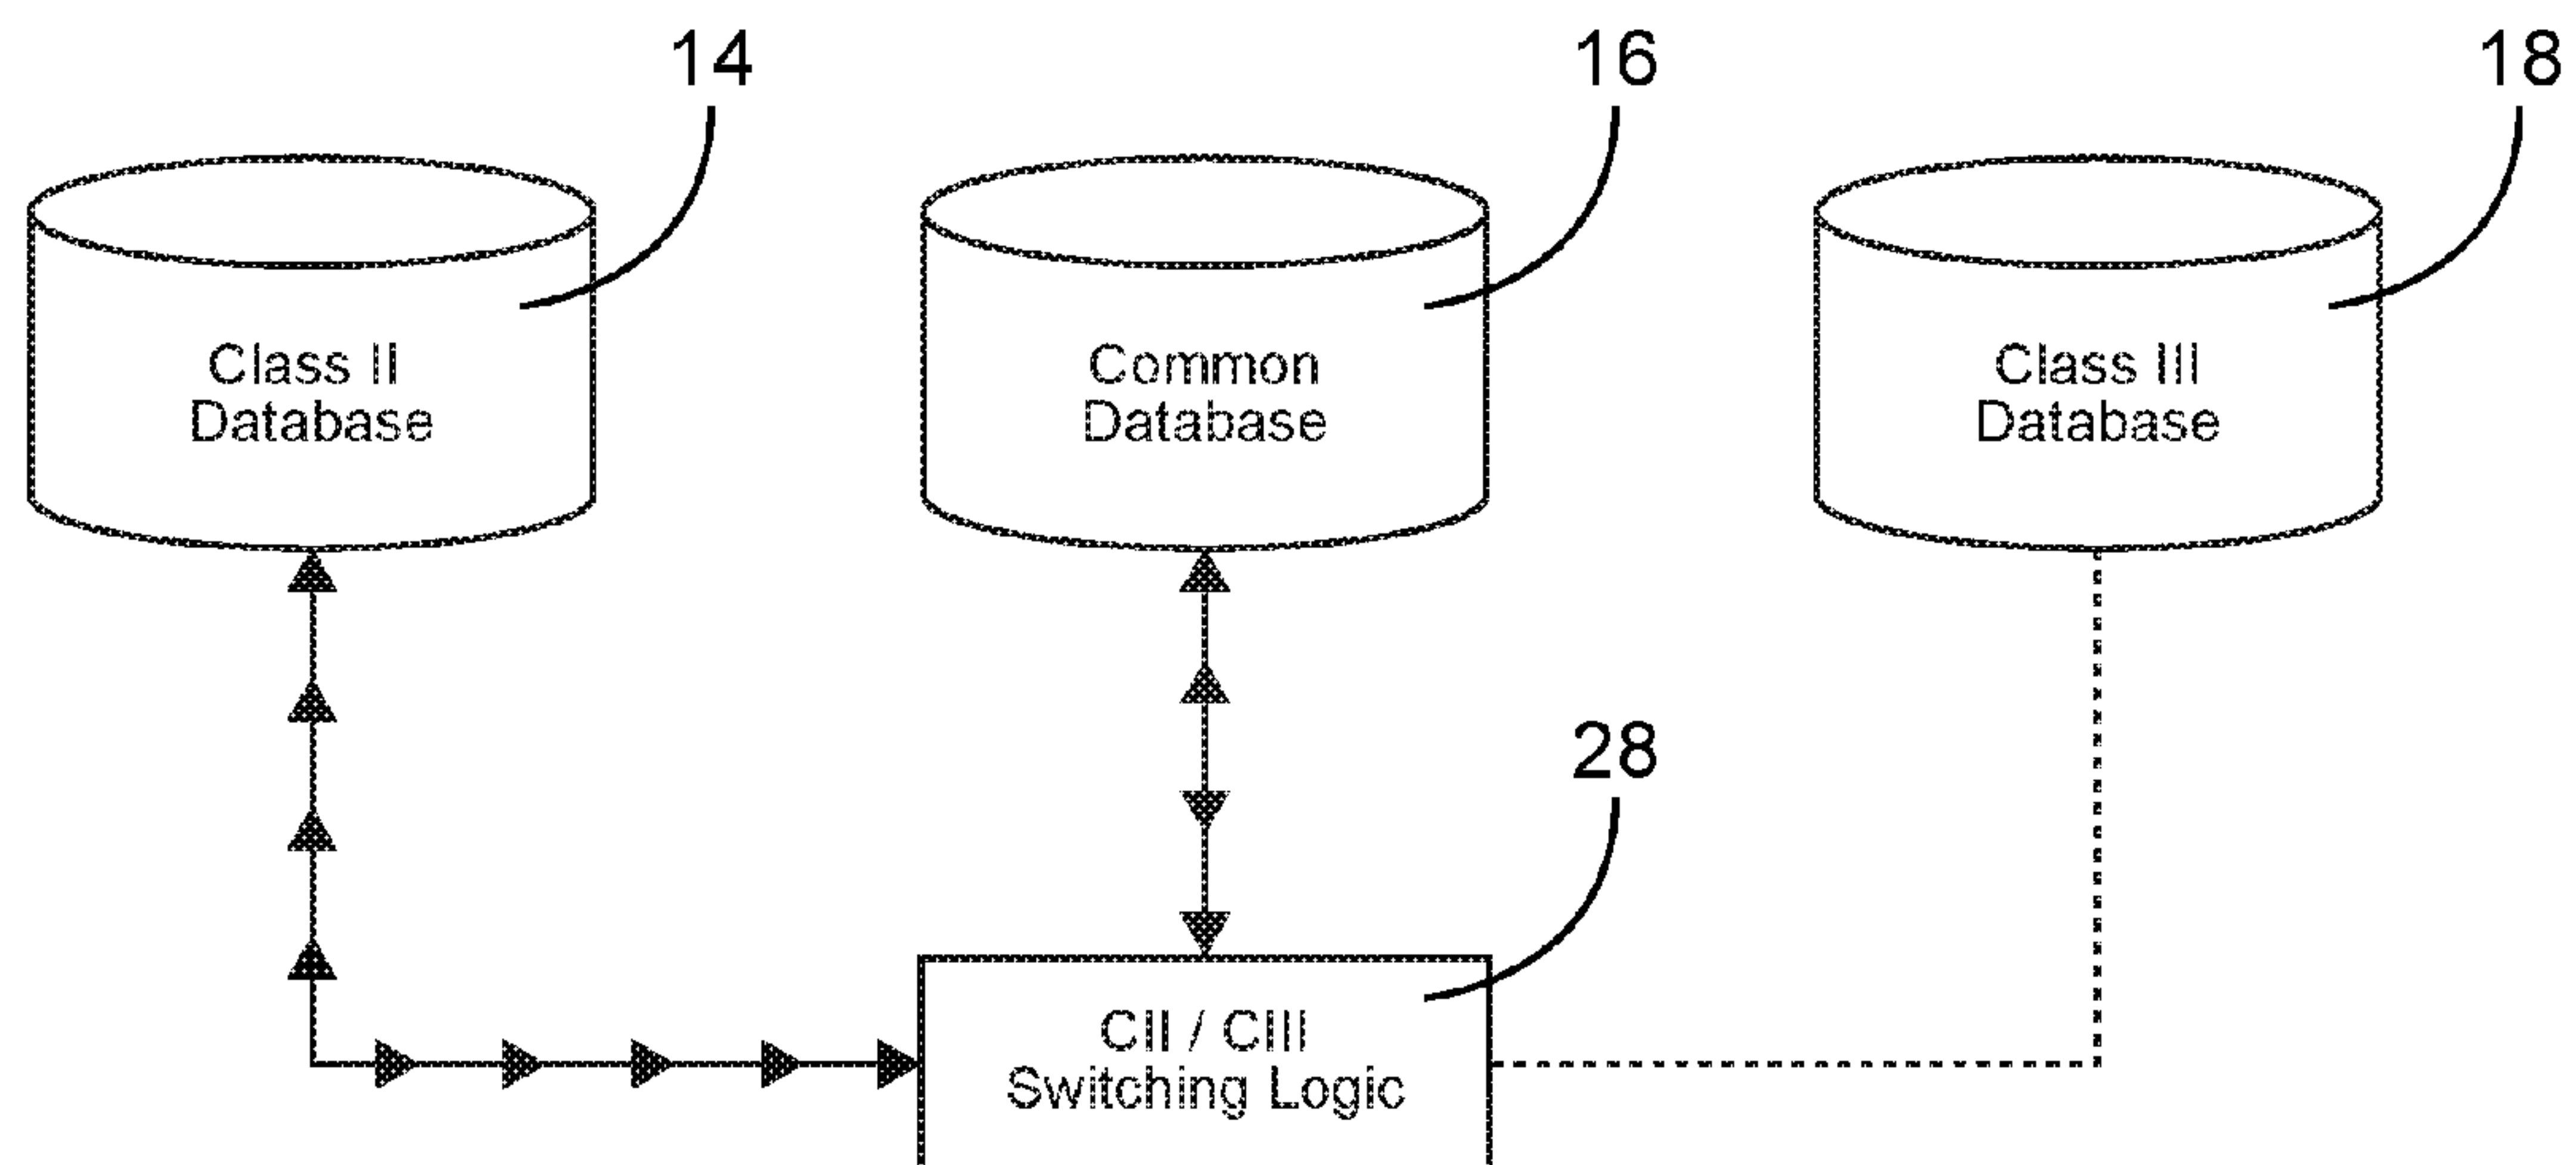 14
16
18
Class II
Database
Common
Database
Class III
Database
28
CII / CIII
Switching Logic